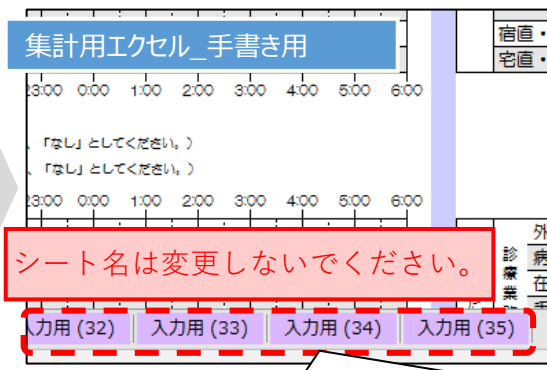 集計用エクセル_手書き用
宿直・
宅直・
23:00 0:00 1:00 2:00 3:00 4:00 5:00 6:00
、「なし」としてください。）
、「なし」としてください。）
23:00 0:00 1:00 2:00 3:00 4:00 5:00 6:00
シート名は変更しないでください。
診療業
外
病
在
入力用 (32) 入力用 (33) 入力用 (34) 入力用 (35)